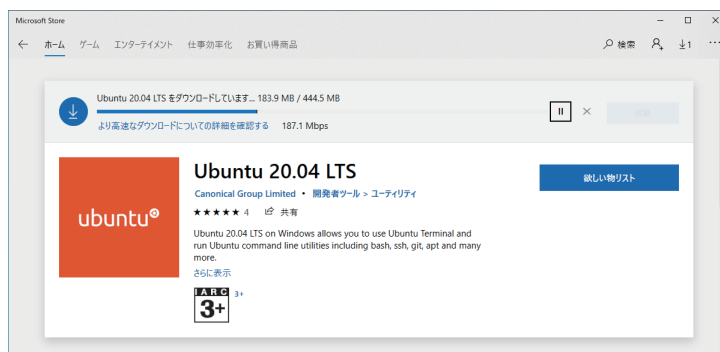 Microsoft Store
ホーム ゲーム エンターテイメント 仕事効率化 お買い得商品 検索 1
Ubuntu 20.04 LTS をダウンロードしています... 183.9 MB / 444.5 MB
より高速なダウンロードについての詳細を確認する 187.1 Mbps
Ubuntu 20.04 LTS
欲しい物リスト
Canonical Group Limited • 開発者ツール > ユーティリティ
ubuntu
★★★★★ 4 共有
Ubuntu 20.04 LTS on Windows allows you to use Ubuntu Terminal and
run Ubuntu command line utilities including bash, ssh, git, apt and many
more.
さらに表示
IARC
3+
3+